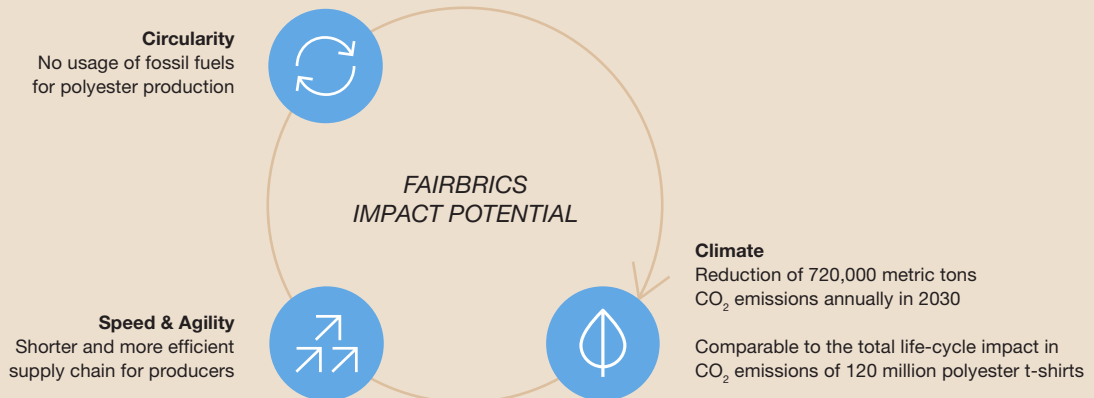 Circularity
No usage of fossil fuels
for polyester production
FAIRBRICS
IMPACT POTENTIAL
Climate
Reduction of 720,000 metric tons
CO₂ emissions annually in 2030
Comparable to the total life-cycle impact in
CO₂ emissions of 120 million polyester t-shirts
Speed & Agility
Shorter and more efficient
supply chain for producers